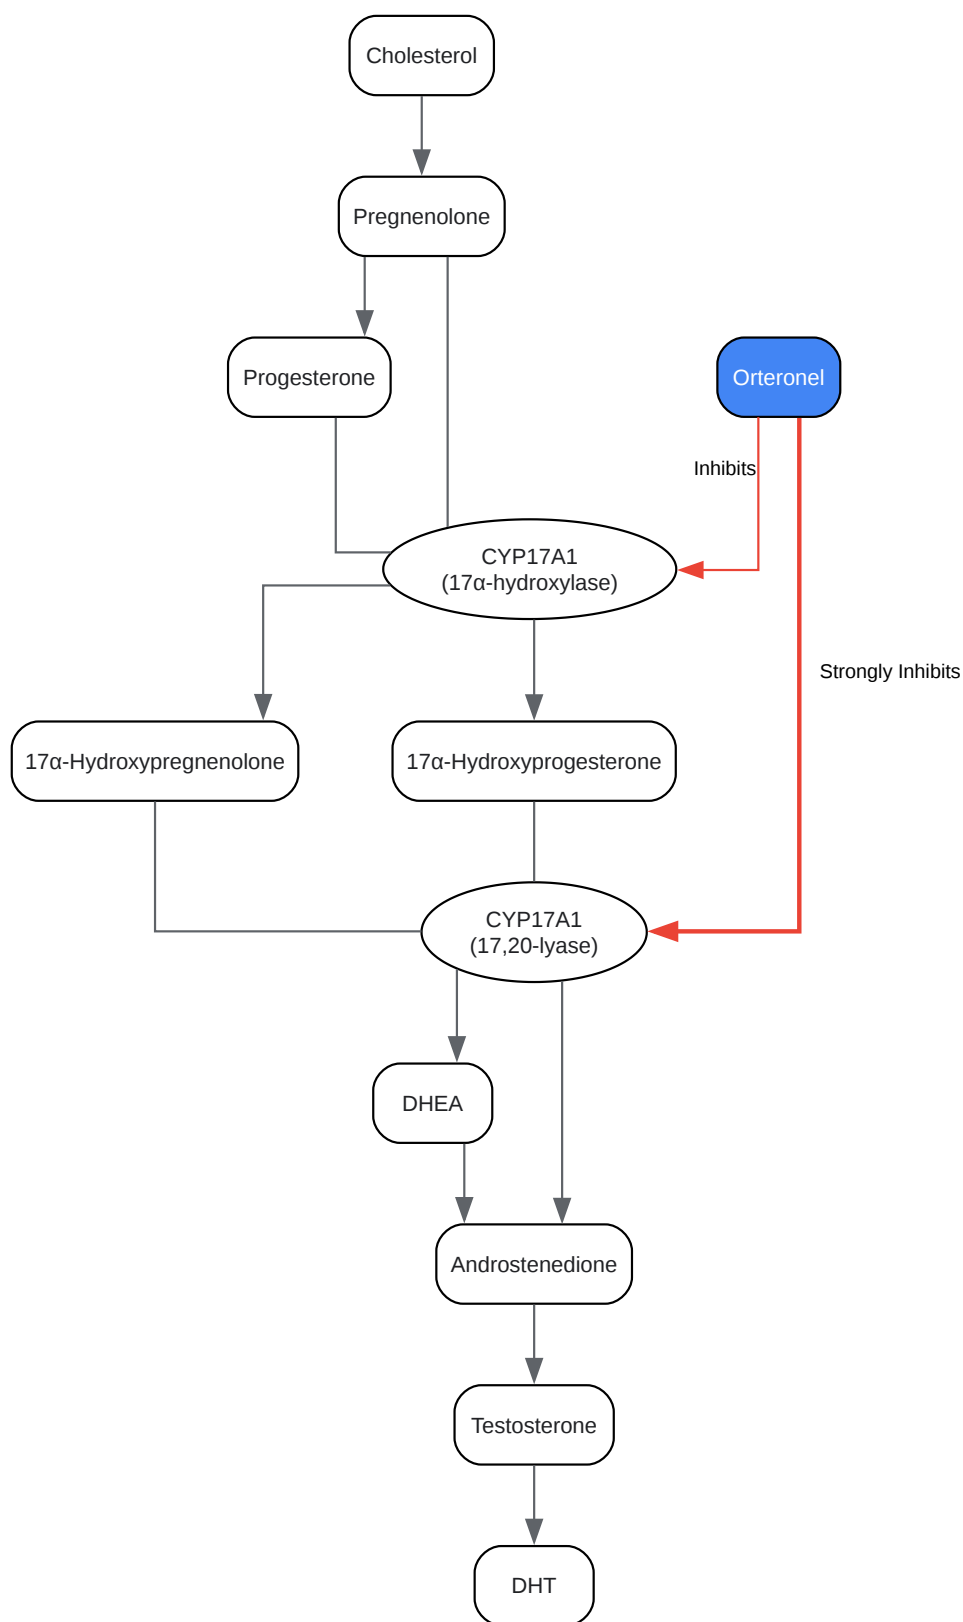 Cholesterol
Pregnenolone
Progesterone
Orteronel
Inhibits
CYP17A1
(17α-hydroxylase)
Strongly Inhibits
17α-Hydroxypregnenolone
17α-Hydroxyprogesterone
CYP17A1
(17,20-lyase)
DHEA
Androstenedione
Testosterone
DHT